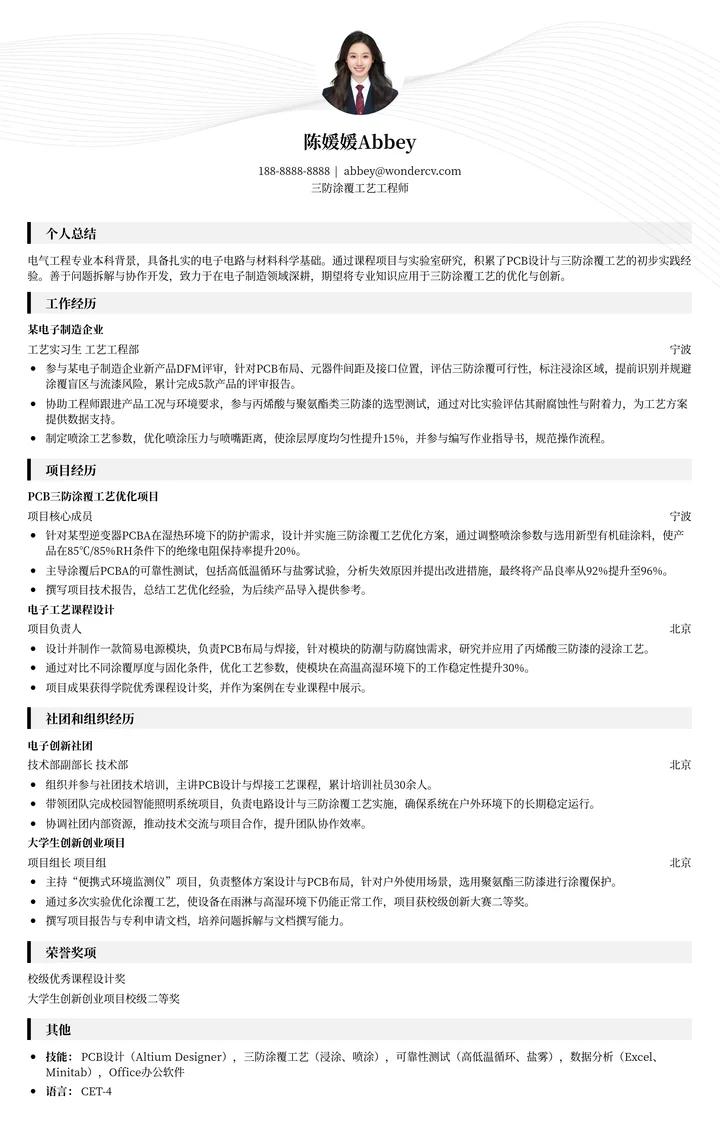 陈媛媛Abbey
188-8888-8888 | abbey@wondercv.com
三防涂覆工艺工程师
个人总结
电气工程专业本科背景，具备扎实的电子电路与材料科学基础。通过课程项目与实验室研究，积累了PCB设计与三防涂覆工艺的初步实践经
验。善于问题拆解与协作开发，致力于在电子制造领域深耕，期望将专业知识应用于三防涂覆工艺的优化与创新。
工作经历
某电子制造企业
工艺实习生 工艺工程部 宁波
• 参与某电子制造企业新产品DFM评审，针对PCB布局、元器件间距及接口位置，评估三防涂覆可行性，标注浸涂区域，提前识别并规避
涂覆盲区与流漆风险，累计完成5款产品的评审报告。
• 协助工程师跟进产品工况与环境要求，参与丙烯酸与聚氨酯类三防漆的选型测试，通过对比实验评估其耐腐蚀性与附着力，为工艺方案
提供数据支持。
• 制定喷涂工艺参数，优化喷涂压力与喷嘴距离，使涂层厚度均匀性提升15%，并参与编写作业指导书，规范操作流程。
项目经历
PCB三防涂覆工艺优化项目
项目核心成员 宁波
• 针对某型逆变器PCBA在湿热环境下的防护需求，设计并实施三防涂覆工艺优化方案，通过调整喷涂参数与选用新型有机硅涂料，使产
品在85℃/85%RH条件下的绝缘电阻保持率提升20%。
• 主导涂覆后PCBA的可靠性测试，包括高低温循环与盐雾试验，分析失效原因并提出改进措施，最终将产品良率从92%提升至96%。
• 撰写项目技术报告，总结工艺优化经验，为后续产品导入提供参考。
电子工艺课程设计
项目负责人 北京
• 设计并制作一款简易电源模块，负责PCB布局与焊接，针对模块的防潮与防腐蚀需求，研究并应用了丙烯酸三防漆的浸涂工艺。
• 通过对比不同涂覆厚度与固化条件，优化工艺参数，使模块在高温高湿环境下的工作稳定性提升30%。
• 项目成果获得学院优秀课程设计奖，并作为案例在专业课程中展示。
社团和组织经历
电子创新社团
技术部副部长 技术部 北京
• 组织并参与社团技术培训，主讲PCB设计与焊接工艺课程，累计培训社员30余人。
• 带领团队完成校园智能照明系统项目，负责电路设计与三防涂覆工艺实施，确保系统在户外环境下的长期稳定运行。
• 协调社团内部资源，推动技术交流与项目合作，提升团队协作效率。
大学生创新创业项目
项目组长 项目组 北京
• 主持“便携式环境监测仪”项目，负责整体方案设计与PCB布局，针对户外使用场景，选用聚氨酯三防漆进行涂覆保护。
• 通过多次实验优化涂覆工艺，使设备在雨淋与高湿环境下仍能正常工作，项目获校级创新大赛二等奖。
• 撰写项目报告与专利申请文档，培养问题拆解与文档撰写能力。
荣誉奖项
校级优秀课程设计奖
大学生创新创业项目校级二等奖
其他
• 技能： PCB设计（Altium Designer），三防涂覆工艺（浸涂、喷涂），可靠性测试（高低温循环、盐雾），数据分析（Excel、
Minitab），Office办公软件
• 语言： CET-4